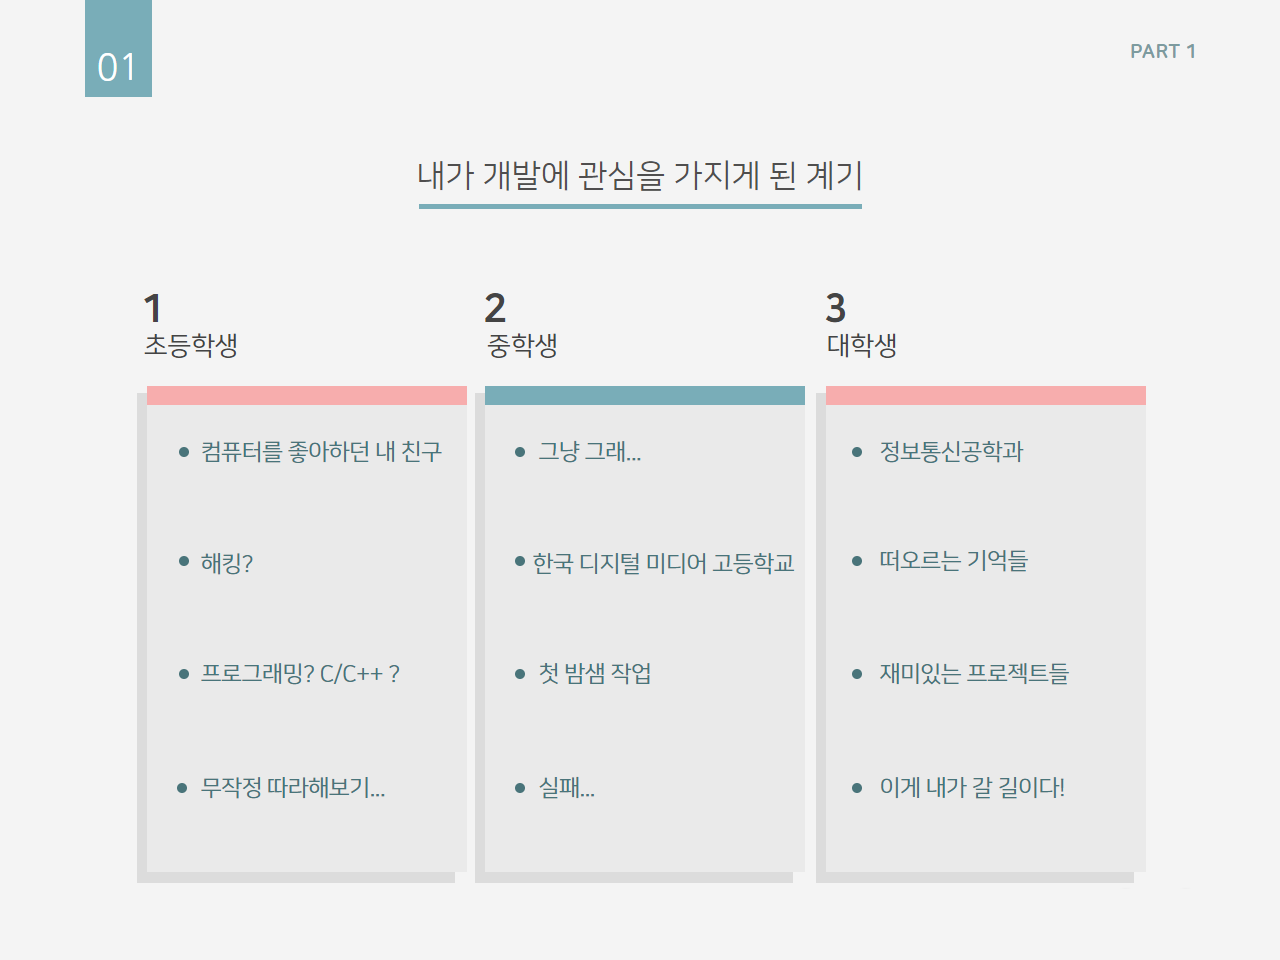 01
PART 1
내가 개발에 관심을 가지게 된 계기
1
초등학생
컴퓨터를 좋아하던 내 친구
해킹?
프로그래밍? C/C++ ?
무작정 따라해보기...
2
중학생
그냥 그래...
한국 디지털 미디어 고등학교
첫 밤샘 작업
실패...
3
대학생
정보통신공학과
떠오르는 기억들
재미있는 프로젝트들
이게 내가 갈 길이다!